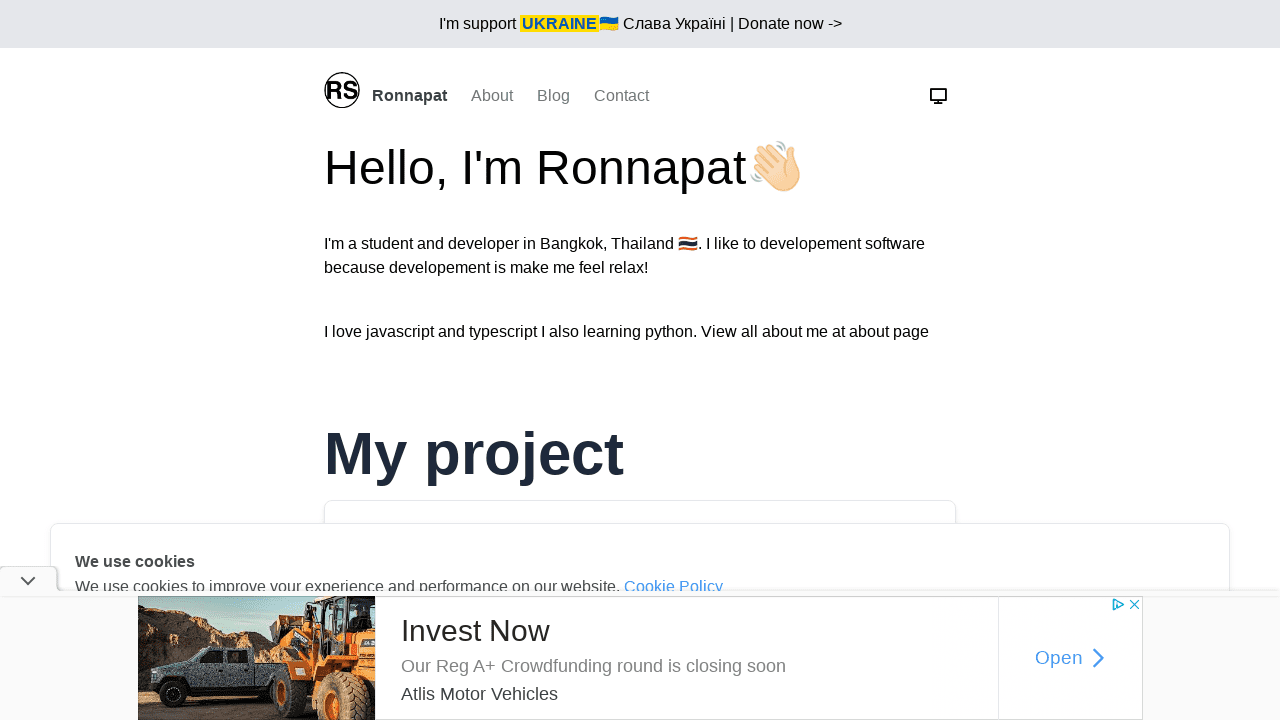 I'm support UKRAINE🇺🇦 Слава Україні | Donate now ->
RS Ronnapat About Blog Contact
Hello, I'm Ronnapat👋🏻
I'm a student and developer in Bangkok, Thailand 🇹🇭. I like to developement software
because developement is make me feel relax!
I love javascript and typescript I also learning python. View all about me at about page
My project
We use cookies
We use cookies to improve your experience and performance on our website. Cookie Policy
Invest Now
Our Reg A+ Crowdfunding round is closing soon
Atlis Motor Vehicles
Open